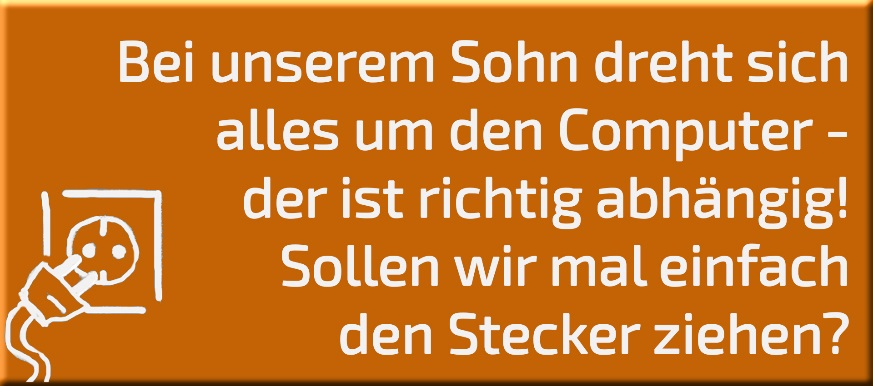 Bei unserem Sohn dreht sich
alles um den Computer -
der ist richtig abhängig!
Sollen wir mal einfach
den Stecker ziehen?